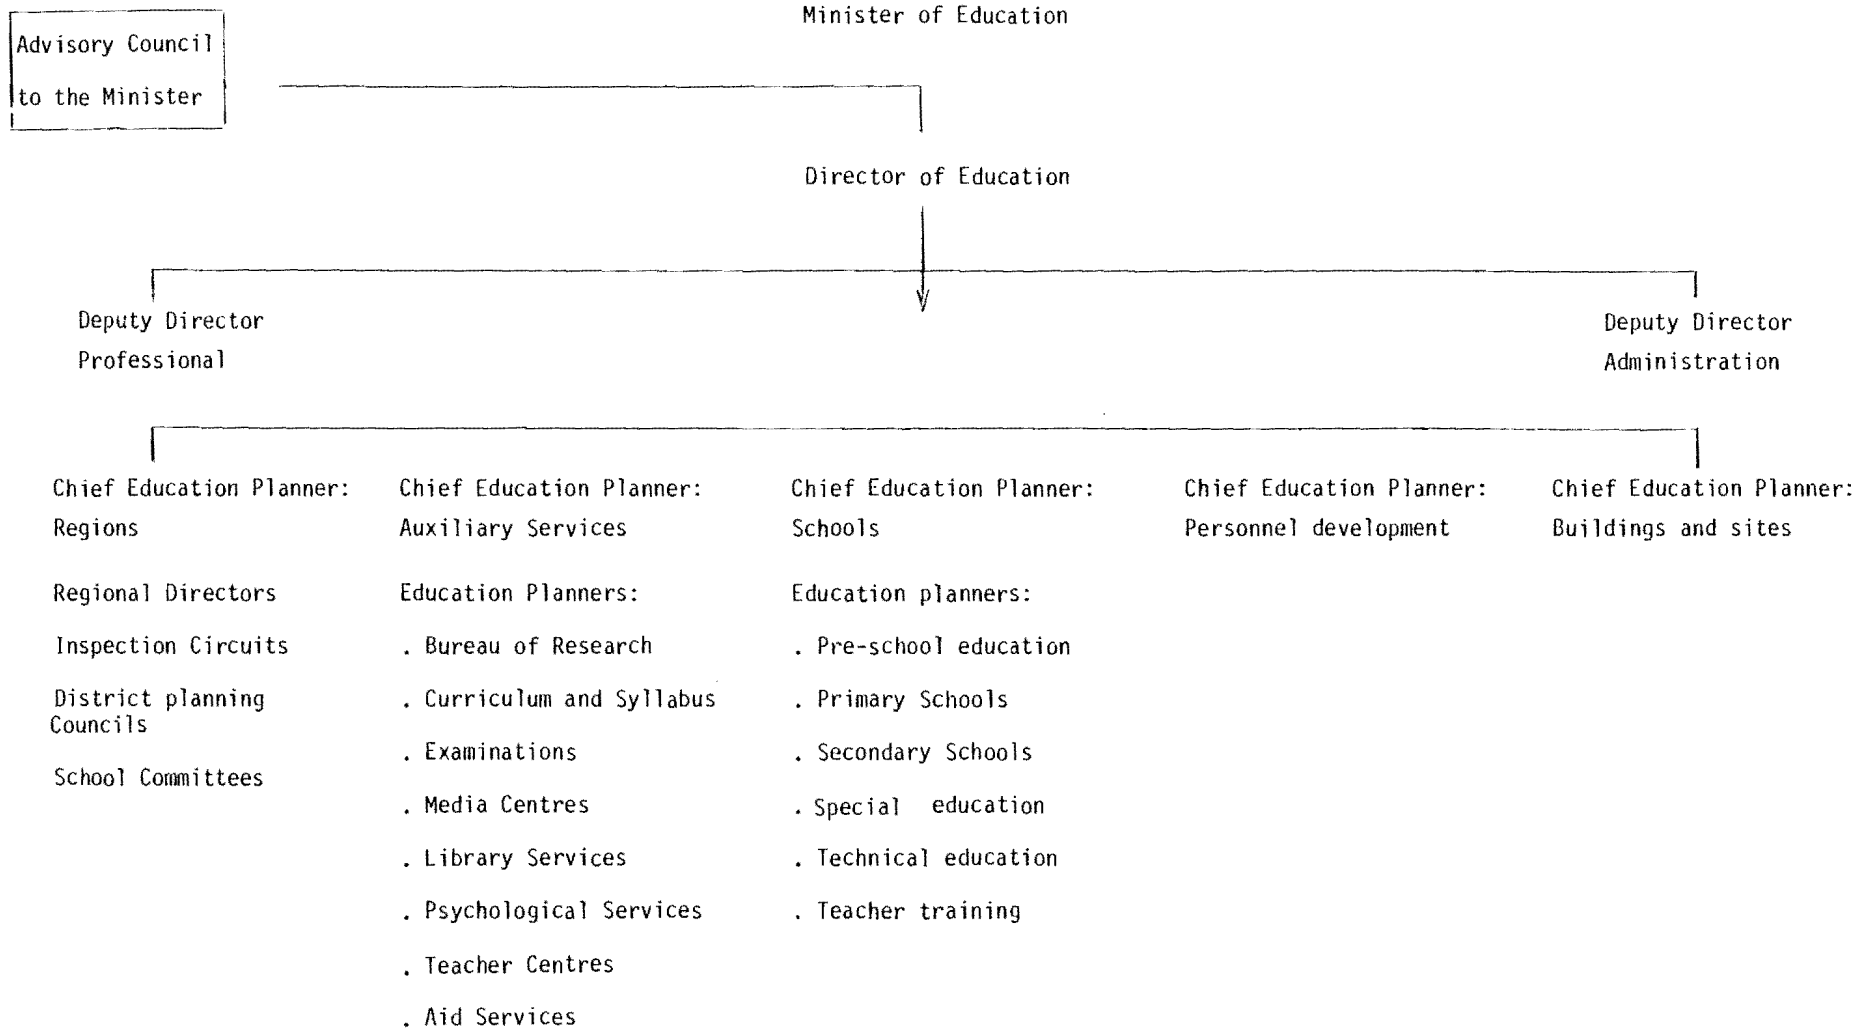 Minister of Education
Advisory Council
to the Minister
Director of Education
Deputy Director
Professional
Deputy Director
Administration
Chief Education Planner:
Regions
Regional Directors
Inspection Circuits
District planning
Councils
School Committees
Chief Education Planner:
Auxiliary Services
Education Planners:
. Bureau of Research
. Curriculum and Syllabus
. Examinations
. Media Centres
. Library Services
. Psychological Services
. Teacher Centres
. Aid Services
Chief Education Planner:
Schools
Education planners:
. Pre-school education
. Primary Schools
. Secondary Schools
. Special education
. Technical education
. Teacher training
Chief Education Planner:
Personnel development
Chief Education Planner:
Buildings and sites